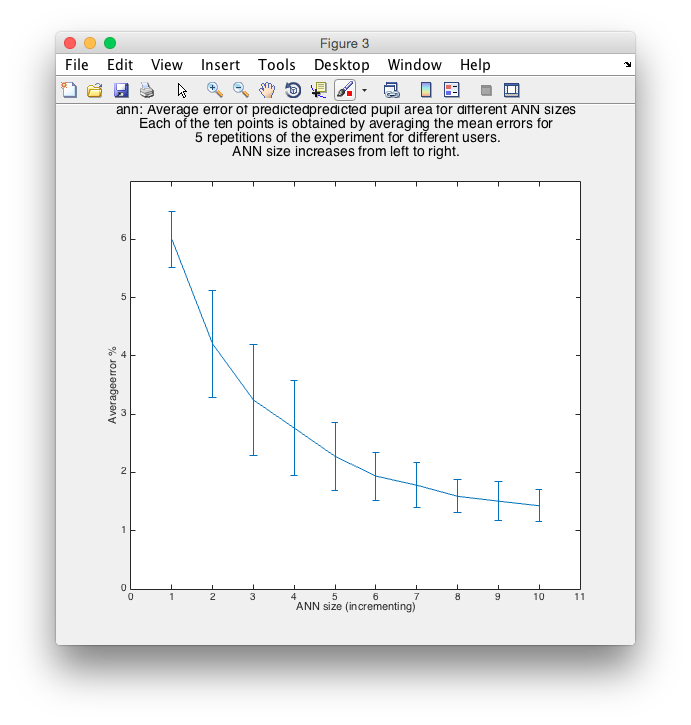 Figure 3
File Edit View Insert Tools Desktop Window Help
ann: Average error of predictedpredicted pupil area for different ANN sizes
Each of the ten points is obtained by averaging the mean errors for
5 repetitions of the experiment for different users.
ANN size increases from left to right.
6
5
4
3
2
1
0
Averageerror %
0 1 2 3 4 5 6 7 8 9 10 11
ANN size (incrementing)